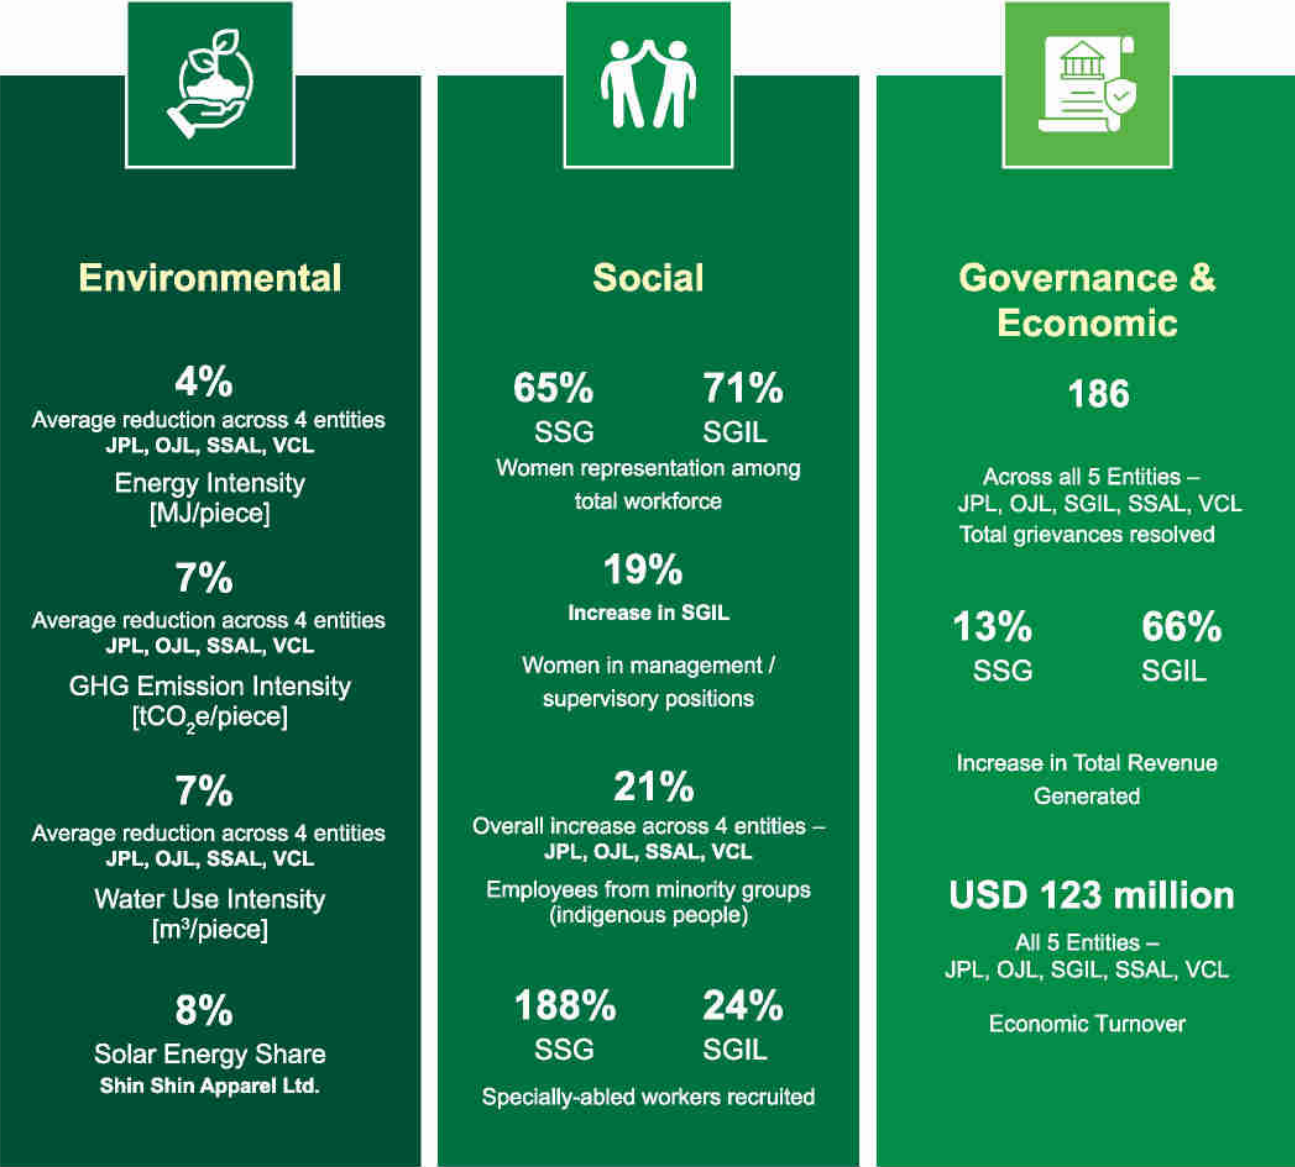 Environmental
4%
Average reduction across 4 entities
JPL, OJL, SSAL, VCL
Energy Intensity
[MJ/piece]
7%
Average reduction across 4 entities
JPL, OJL, SSAL, VCL
GHG Emission Intensity
[tCO₂e/piece]
7%
Average reduction across 4 entities
JPL, OJL, SSAL, VCL
Water Use Intensity
[m³/piece]
8%
Solar Energy Share
Shin Shin Apparel Ltd.
Social
65% 71%
SSG SGIL
Women representation among
total workforce
19%
Increase in SGIL
Women in management /
supervisory positions
21%
Overall increase across 4 entities –
JPL, OJL, SSAL, VCL
Employees from minority groups
(indigenous people)
188% 24%
SSG SGIL
Specially-abled workers recruited
Governance &
Economic
186
Across all 5 Entities –
JPL, OJL, SGIL, SSAL, VCL
Total grievances resolved
13% 66%
SSG SGIL
Increase in Total Revenue
Generated
USD 123 million
All 5 Entities –
JPL, OJL, SGIL, SSAL, VCL
Economic Turnover